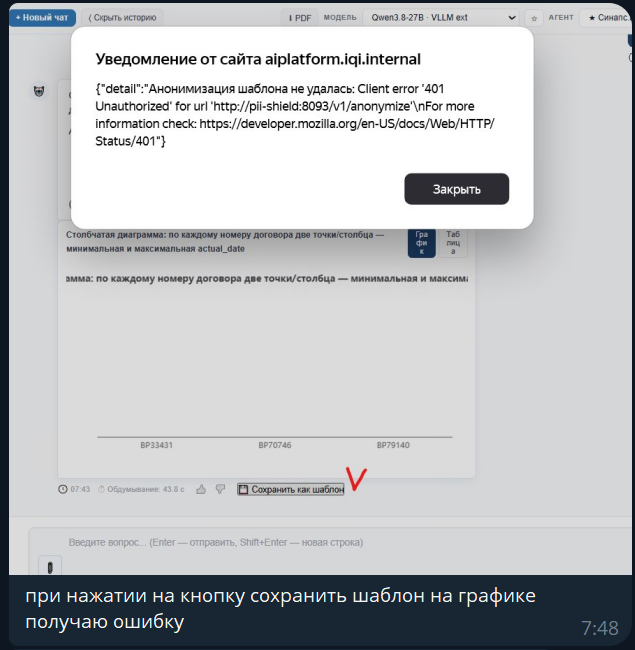 + Новый чат
⟨ Скрыть историю
⭳ PDF
МОДЕЛЬ
Qwen3.8-27B · VLLM ext
☆
АГЕНТ
★ Синапс.
Уведомление от сайта aiplatform.iqi.internal
{"detail":"Анонимизация шаблона не удалась: Client error '401
Unauthorized' for url 'http://pii-shield:8093/v1/anonymize'\nFor more
information check: https://developer.mozilla.org/en-US/docs/Web/HTTP/
Status/401"}
Закрыть
Столбчатая диаграмма: по каждому номеру договора две точки/столбца —
минимальная и максимальная actual_date
Гра
фи
к
Таб
лиц
а
амма: по каждому номеру договора две точки/столбца — минимальная и максима
BP33431
BP70746
BP79140
07:43
Обдумывание: 43.8 с
Сохранить как шаблон
Введите вопрос... (Enter — отправить, Shift+Enter — новая строка)
при нажатии на кнопку сохранить шаблон на графике
получаю ошибку
7:48